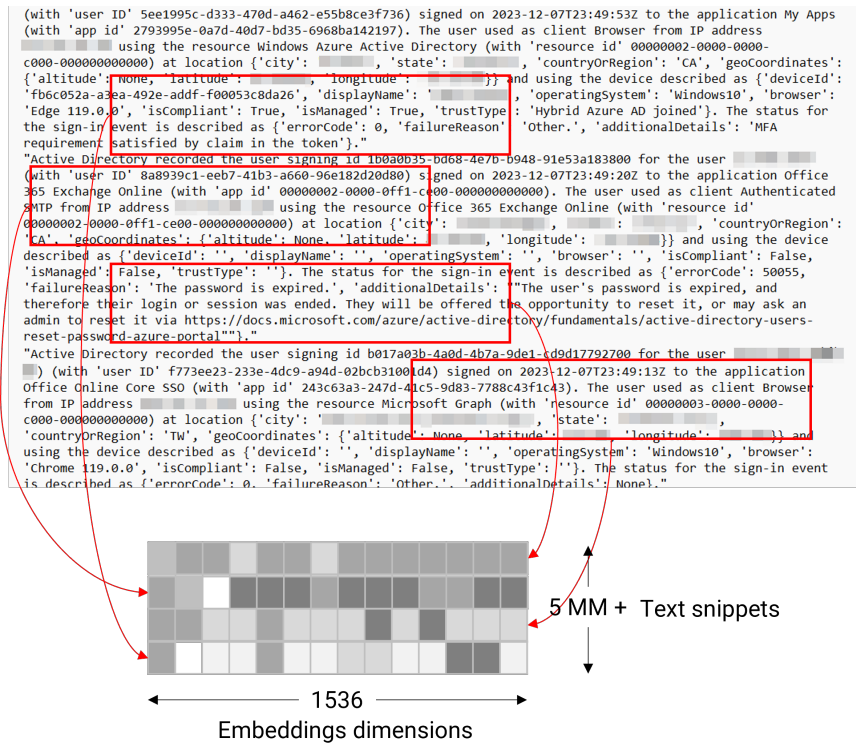 (with 'user ID' 5ee1995c-d333-470d-a462-e55b8ce3f736) signed on 2023-12-07T23:49:53Z to the application My Apps
(with 'app id' 2793995e-0a7d-40d7-bd35-6968ba142197). The user used as client Browser from IP address
using the resource Windows Azure Active Directory (with 'resource id' 00000002-0000-0000-
c000-000000000000) at location {'city': , 'state': , 'countryOrRegion': 'CA', 'geoCoordinates':
{'altitude': None, 'latitude': , 'longitude': }} and using the device described as {'deviceId':
'fb6c052a-a3ea-492e-addf-f00053c8da26', 'displayName': ' , 'operatingSystem': 'Windows10', 'browser':
'Edge 119.0.0', 'isCompliant': True, 'isManaged': True, 'trustType': 'Hybrid Azure AD joined'}. The status for
the sign-in event is described as {'errorCode': 0, 'failureReason': 'Other.', 'additionalDetails': 'MFA
requirement satisfied by claim in the token'}."
"Active Directory recorded the user signing id 1b0a0b35-bd68-4e7b-b948-91e53a183800 for the user
(with 'user ID' 8a8939c1-eeb7-41b3-a660-96e182d20d80) signed on 2023-12-07T23:49:20Z to the application Office
365 Exchange Online (with 'app id' 00000002-0000-0ff1-ce00-000000000000). The user used as client Authenticated
SMTP from IP address using the resource Office 365 Exchange Online (with 'resource id'
00000002-0000-0ff1-ce00-000000000000) at location {'city': , : , 'countryOrRegion':
'CA', 'geoCoordinates': {'altitude': None, 'latitude': , 'longitude': }} and using the device
described as {'deviceId': '', 'displayName': '', 'operatingSystem': '', 'browser': '', 'isCompliant': False,
'isManaged': False, 'trustType': ''}. The status for the sign-in event is described as {'errorCode': 50055,
'failureReason': 'The password is expired.', 'additionalDetails': ""The user's password is expired, and
therefore their login or session was ended. They will be offered the opportunity to reset it, or may ask an
admin to reset it via https://docs.microsoft.com/azure/active-directory/fundamentals/active-directory-users-
reset-password-azure-portal""}."
"Active Directory recorded the user signing id b017a03b-4a0d-4b7a-9de1-cd9d17792700 for the user
) (with 'user ID' f773ee23-233e-4dc9-a94d-02bcb31001d4) signed on 2023-12-07T23:49:13Z to the application
Office Online Core SSO (with 'app id' 243c63a3-247d-41c5-9d83-7788c43f1c43). The user used as client Browser
from IP address using the resource Microsoft Graph (with 'resource id' 00000003-0000-0000-
c000-000000000000) at location {'city': ' , 'state': ,
'countryOrRegion': 'TW', 'geoCoordinates': {'altitude': None, 'latitude': , 'longitude': }} and
using the device described as {'deviceId': '', 'displayName': '', 'operatingSystem': 'Windows10', 'browser':
'Chrome 119.0.0', 'isCompliant': False, 'isManaged': False, 'trustType': ''}. The status for the sign-in event
is described as {'errorCode': 0, 'failureReason': 'Other.', 'additionalDetails': None}."
5 MM + Text snippets
1536
Embeddings dimensions